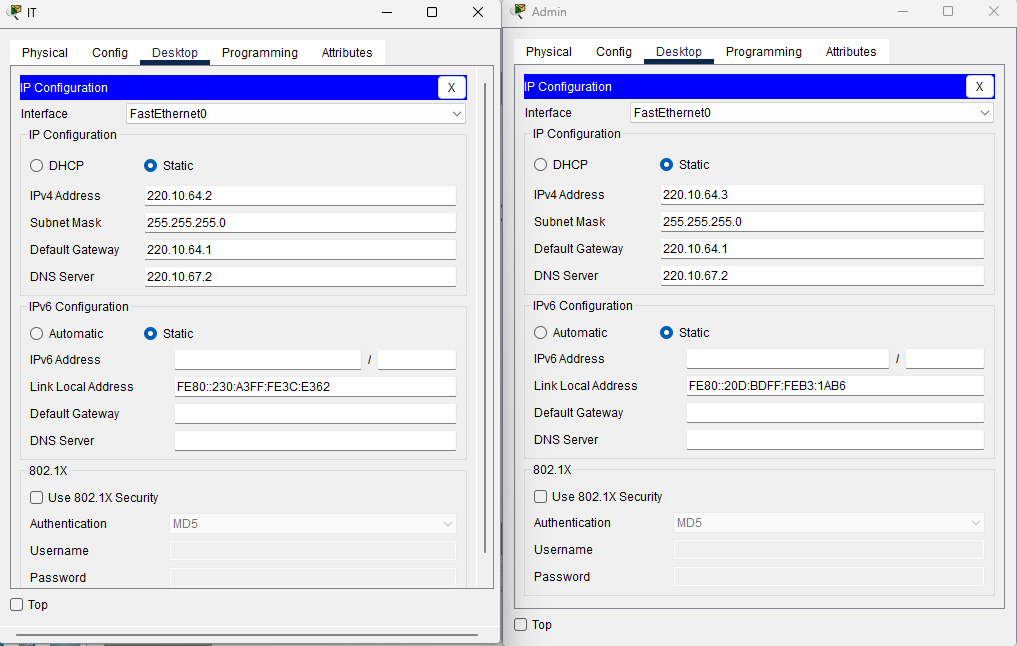 IT
Physical Config Desktop Programming Attributes
IP Configuration X
Interface FastEthernet0
IP Configuration
DHCP Static
IPv4 Address 220.10.64.2
Subnet Mask 255.255.255.0
Default Gateway 220.10.64.1
DNS Server 220.10.67.2
IPv6 Configuration
Automatic Static
IPv6 Address /
Link Local Address FE80::230:A3FF:FE3C:E362
Default Gateway
DNS Server
802.1X
Use 802.1X Security
Authentication MD5
Username
Password
Top
Admin
Physical Config Desktop Programming Attributes
IP Configuration X
Interface FastEthernet0
IP Configuration
DHCP Static
IPv4 Address 220.10.64.3
Subnet Mask 255.255.255.0
Default Gateway 220.10.64.1
DNS Server 220.10.67.2
IPv6 Configuration
Automatic Static
IPv6 Address /
Link Local Address FE80::20D:BDFF:FEB3:1AB6
Default Gateway
DNS Server
802.1X
Use 802.1X Security
Authentication MD5
Username
Password
Top